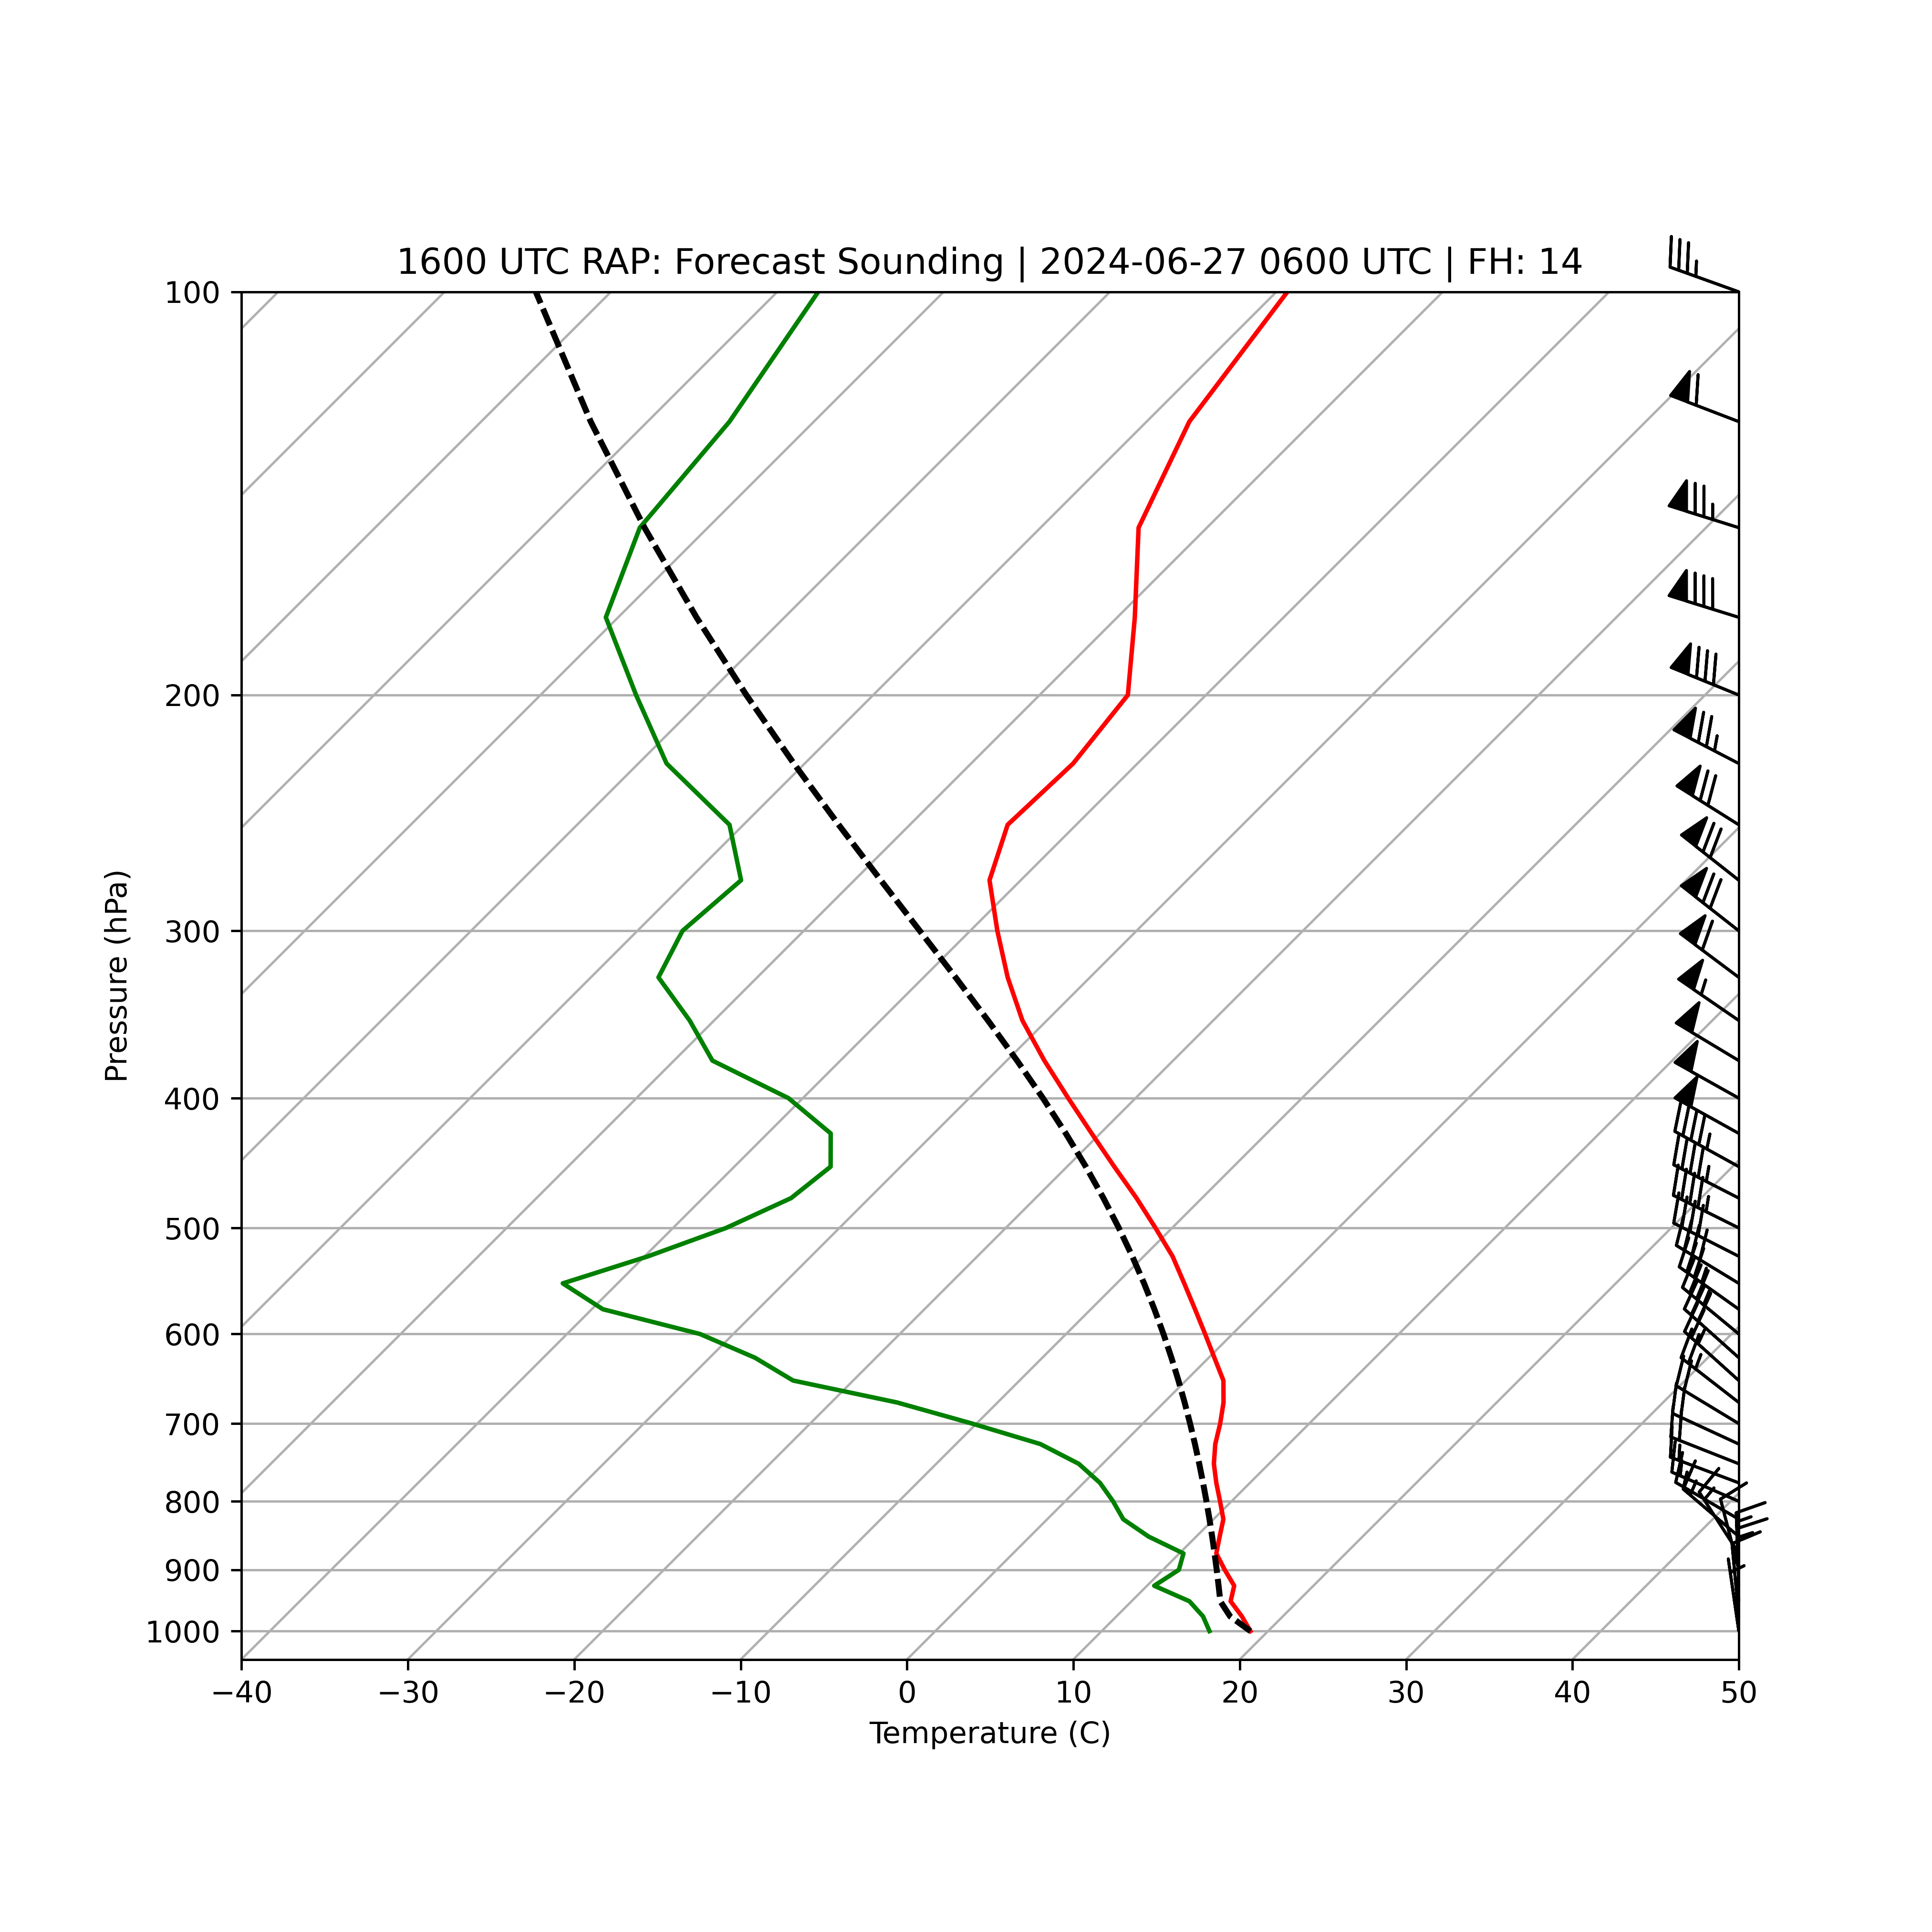 1600 UTC RAP: Forecast Sounding | 2024-06-27 0600 UTC | FH: 14
100
200
300
400
500
600
700
800
900
1000
Pressure (hPa)
−40 −30 −20 −10 0 10 20 30 40 50
Temperature (C)